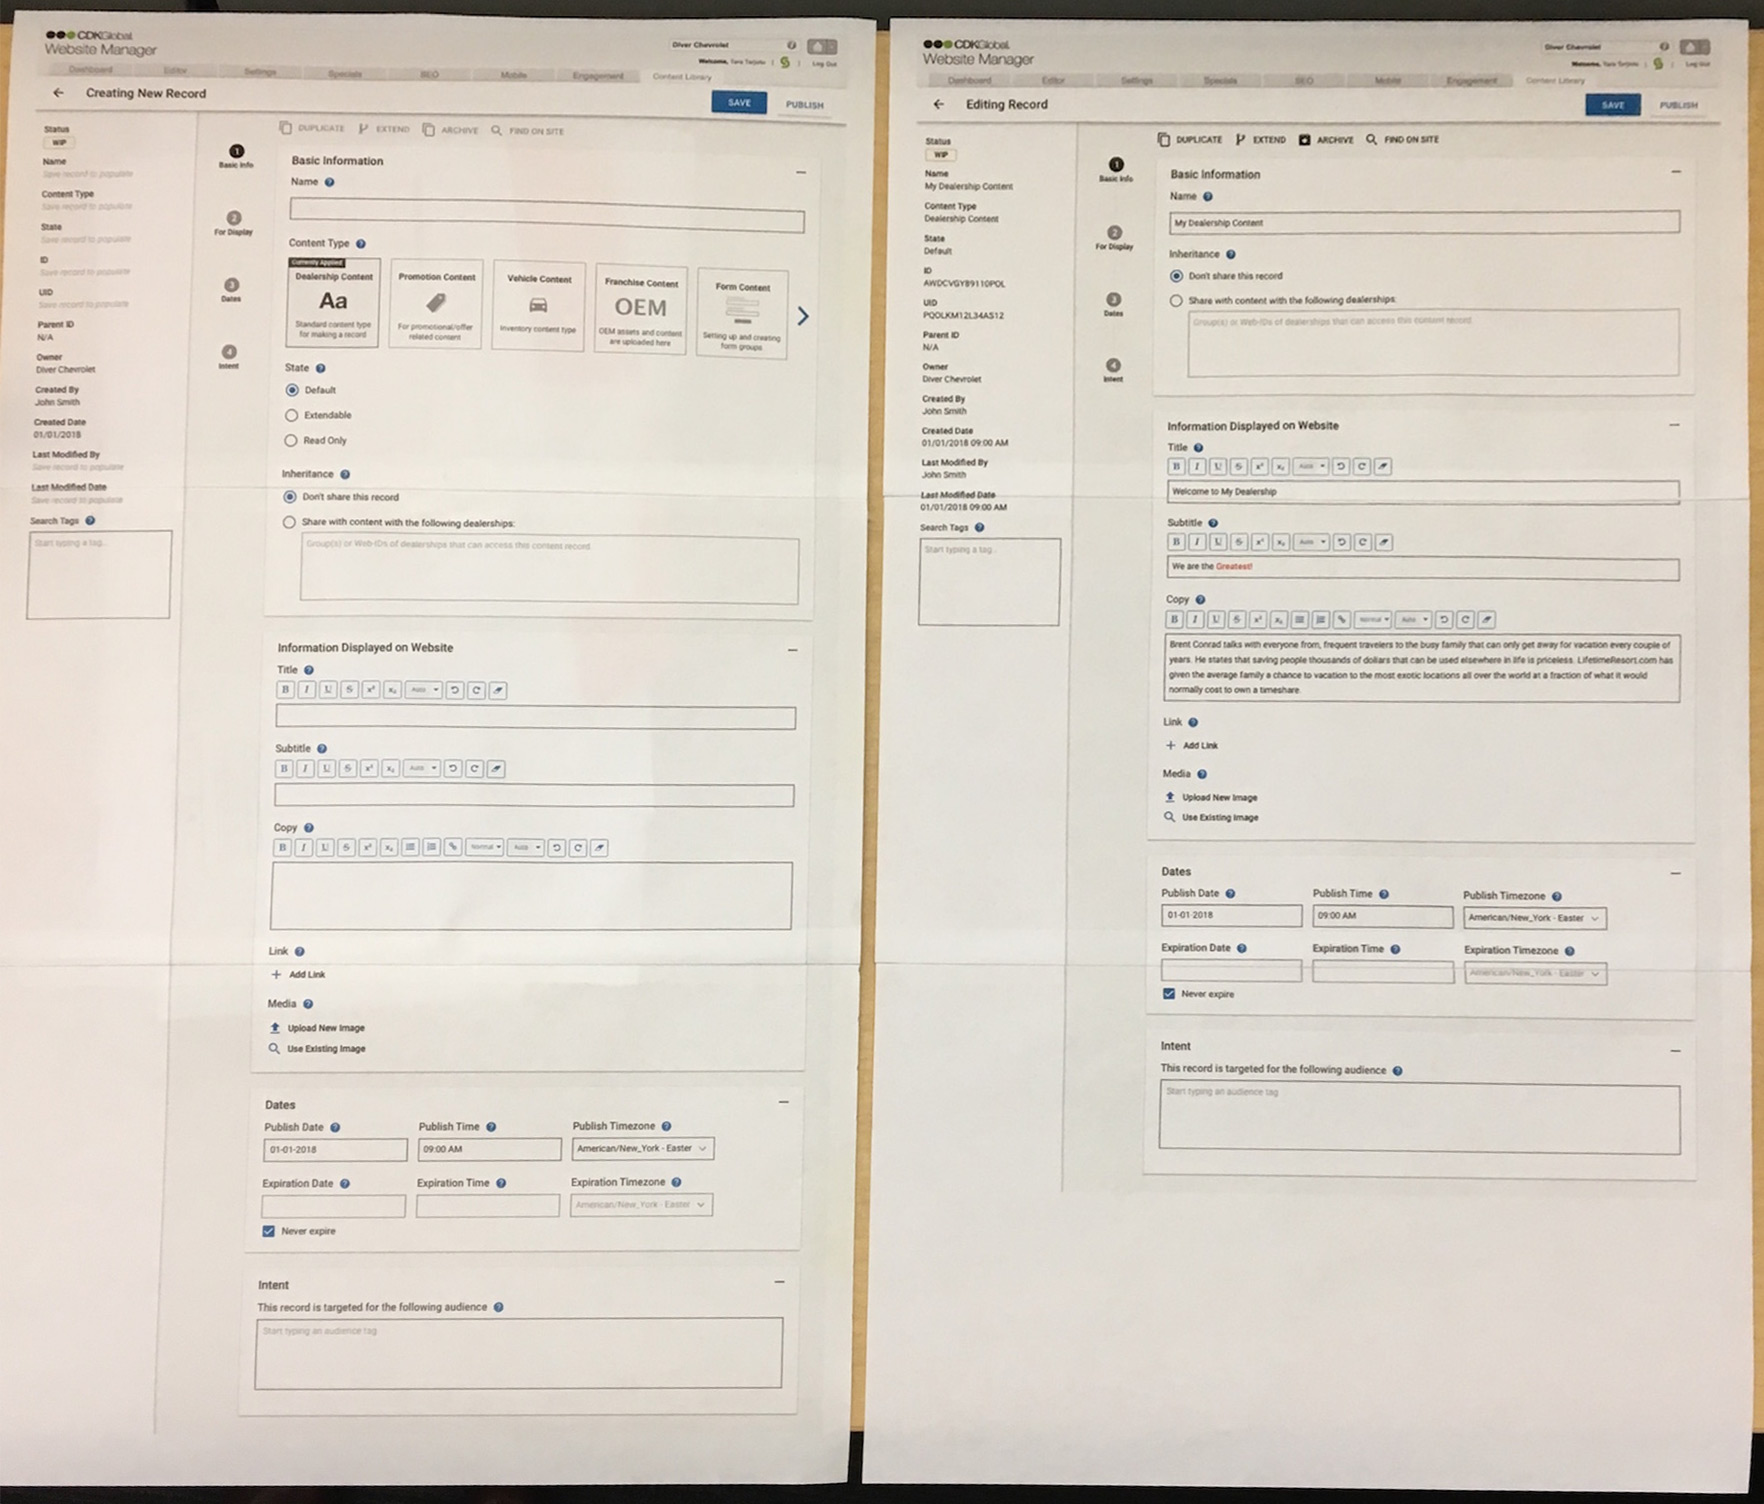 CDKGlobal.
Website Manager
Diver Chevrolet
Welcome, Tara Tarjoto | Log Out
Dashboard Editor Settings Specials SEO Mobile Engagement Content Library
Creating New Record
SAVE PUBLISH
DUPLICATE EXTEND ARCHIVE FIND ON SITE
Status
WIP
Name
Save record to populate
Content Type
Save record to populate
State
Save record to populate
ID
Save record to populate
UID
Save record to populate
Parent ID
N/A
Owner
Diver Chevrolet
Created By
John Smith
Created Date
01/01/2018
Last Modified By
Save record to populate
Last Modified Date
Save record to populate
Search Tags
Start typing a tag..
1
Basic Info
2
For Display
3
Dates
4
Intent
Basic Information
Name
Content Type
Currently Applied
Dealership Content
Aa
Standard content type
for making a record
Promotion Content
For promotional/offer
related content
Vehicle Content
Inventory content type
Franchise Content
OEM
OEM assets and content
are uploaded here
Form Content
Setting up and creating
form groups
State
Default
Extendable
Read Only
Inheritance
Don't share this record
Share with content with the following dealerships:
Group(s) or Web-IDs of dealerships that can access this content record
Information Displayed on Website
Title
B I U S x² x₂ Auto
Subtitle
B I U S x² x₂ Auto
Copy
B I U S x² x₂ Normal Auto
Link
+ Add Link
Media
Upload New Image
Use Existing Image
Dates
Publish Date Publish Time Publish Timezone
01-01-2018 09:00 AM American/New_York - Easter
Expiration Date Expiration Time Expiration Timezone
American/New_York - Easter
Never expire
Intent
This record is targeted for the following audience
Start typing an audience tag
CDKGlobal.
Website Manager
Diver Chevrolet
Welcome, Tara Tarjoto | Log Out
Dashboard Editor Settings Specials SEO Mobile Engagement Content Library
Editing Record
SAVE PUBLISH
DUPLICATE EXTEND ARCHIVE FIND ON SITE
Status
WIP
Name
My Dealership Content
Content Type
Dealership Content
State
Default
ID
AWDCVGYB9110POL
UID
PQOLKM12L34AS12
Parent ID
N/A
Owner
Diver Chevrolet
Created By
John Smith
Created Date
01/01/2018 09:00 AM
Last Modified By
John Smith
Last Modified Date
01/01/2018 09:00 AM
Search Tags
Start typing a tag..
1
Basic Info
2
For Display
3
Dates
4
Intent
Basic Information
Name
My Dealership Content
Inheritance
Don't share this record
Share with content with the following dealerships:
Group(s) or Web-IDs of dealerships that can access this content record
Information Displayed on Website
Title
B I U S x² x₂ Auto
Welcome to My Dealership
Subtitle
B I U S x² x₂ Auto
We are the Greatest!
Copy
B I U S x² x₂ Normal Auto
Brent Conrad talks with everyone from, frequent travelers to the busy family that can only get away for vacation every couple of
years. He states that saving people thousands of dollars that can be used elsewhere in life is priceless. LifetimeResort.com has
given the average family a chance to vacation to the most exotic locations all over the world at a fraction of what it would
normally cost to own a timeshare.
Link
+ Add Link
Media
Upload New Image
Use Existing Image
Dates
Publish Date Publish Time Publish Timezone
01-01-2018 09:00 AM American/New_York - Easter
Expiration Date Expiration Time Expiration Timezone
American/New_York - Easter
Never expire
Intent
This record is targeted for the following audience
Start typing an audience tag